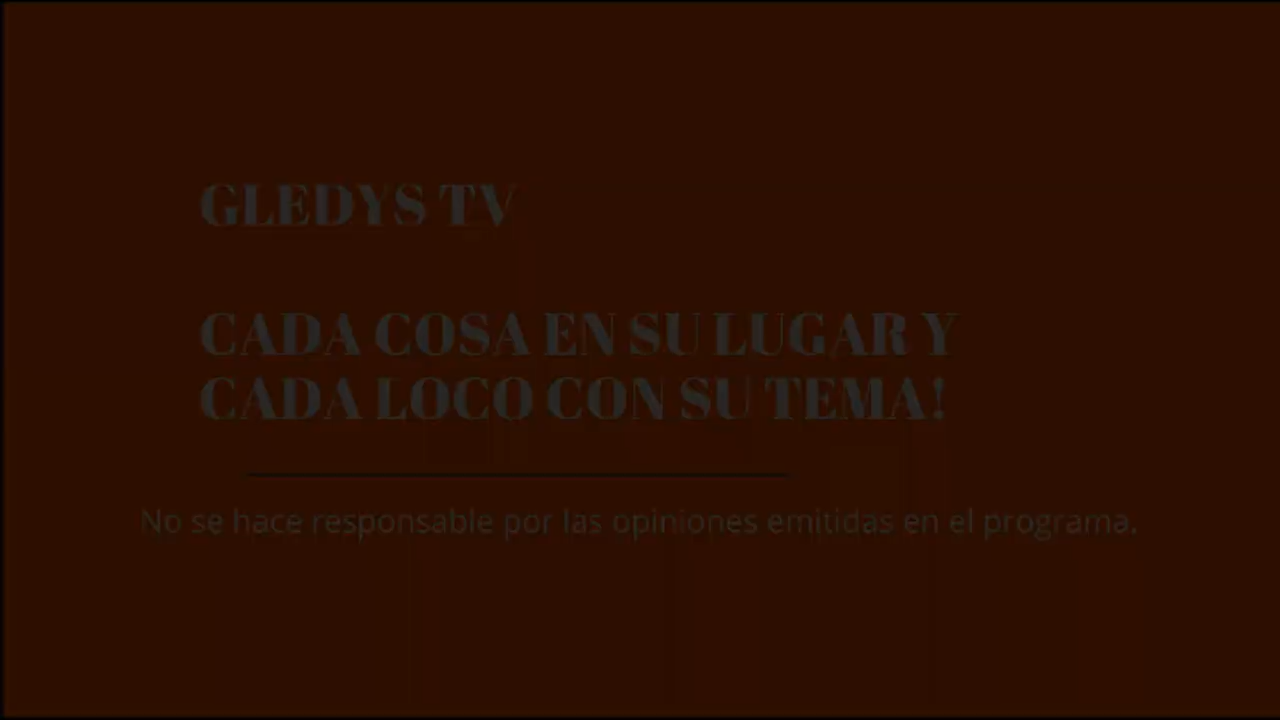 GLEDYS TV
CADA COSA EN SU LUGAR Y
CADA LOCO CON SU TEMA!
No se hace responsable por las opiniones emitidas en el programa.